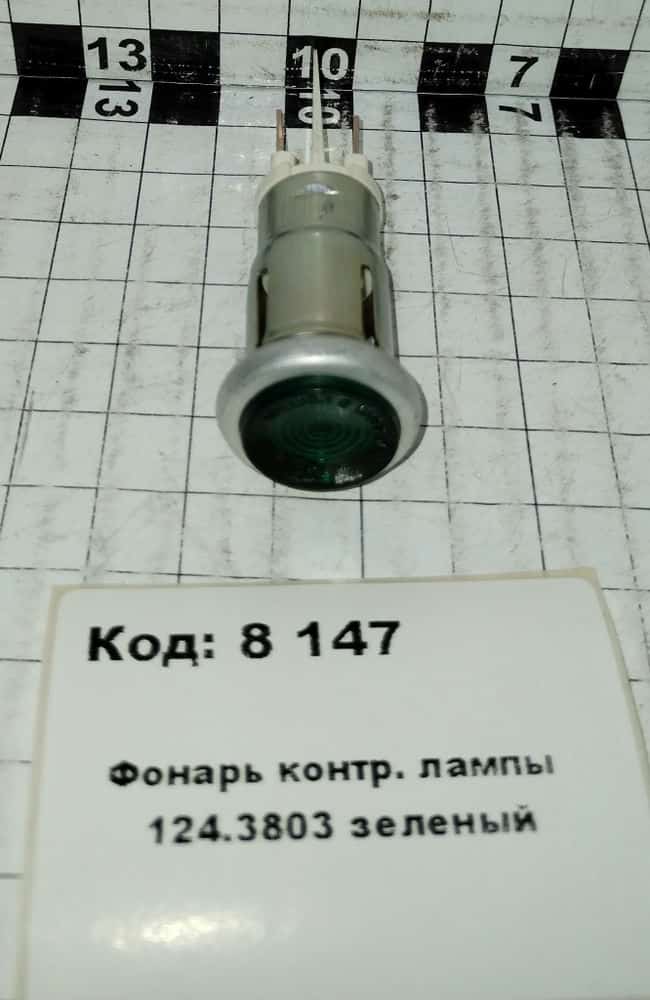 13 10 7
13 10 7
Код: 8 147
Фонарь контр. лампы
124.3803 зеленый